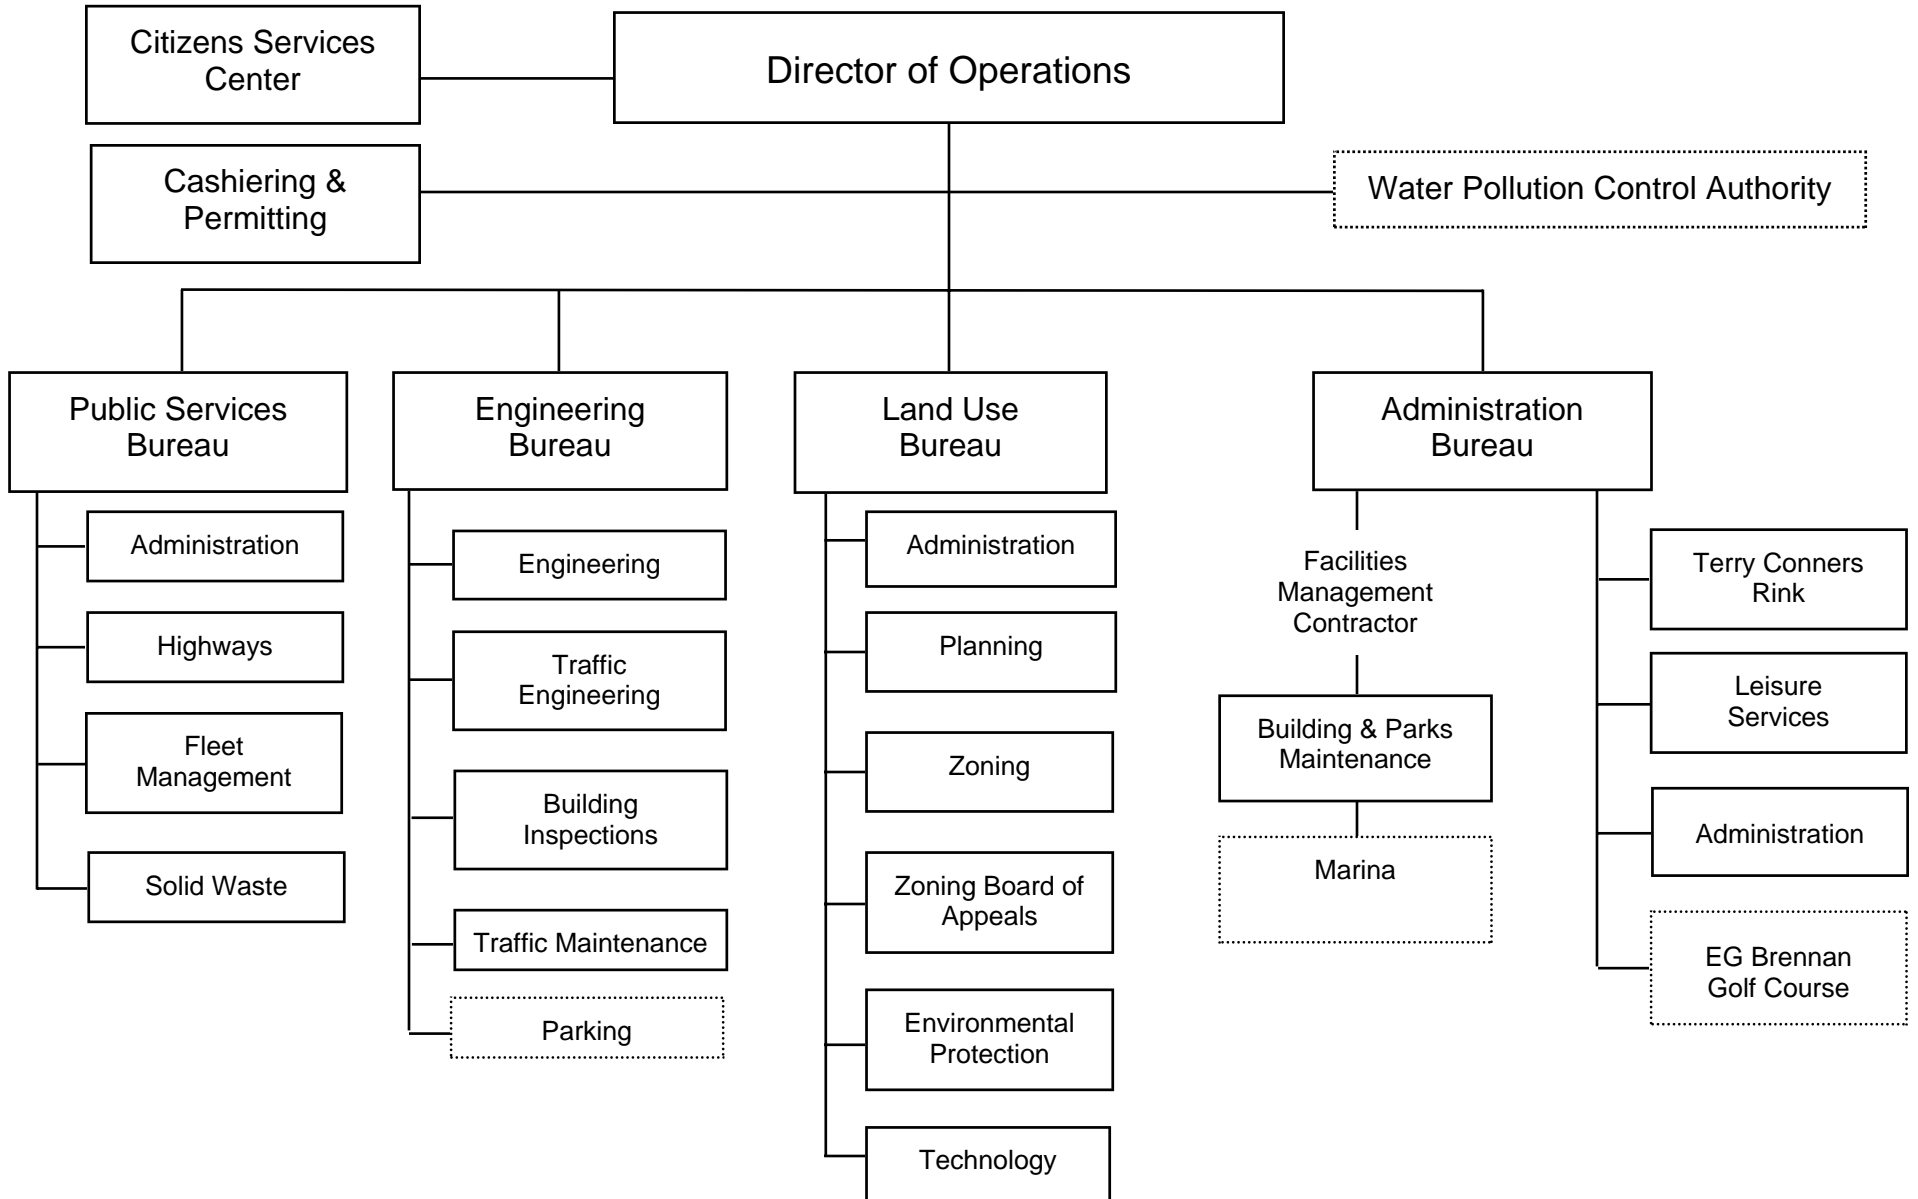 Citizens Services
Center
Director of Operations
Cashiering &
Permitting
Water Pollution Control Authority
Public Services
Bureau
Administration
Highways
Fleet
Management
Solid Waste
Engineering
Bureau
Engineering
Traffic
Engineering
Building
Inspections
Traffic Maintenance
Parking
Land Use
Bureau
Administration
Planning
Zoning
Zoning Board of
Appeals
Environmental
Protection
Technology
Administration
Bureau
Facilities
Management
Contractor
Building & Parks
Maintenance
Marina
Terry Conners
Rink
Leisure
Services
Administration
EG Brennan
Golf Course